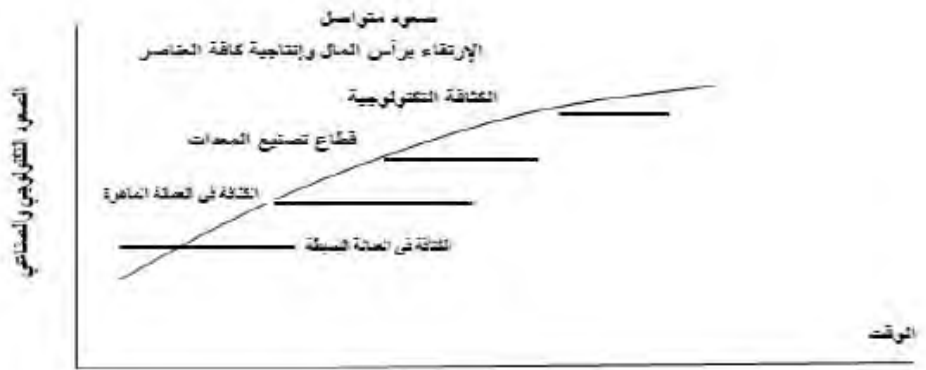 صعود متواصل
الإرتقاء برأس المال وإنتاجية كافة العناصر
الكثافة التكنولوجية
قطاع تصنيع المعدات
الكثافة فى العمالة الماهرة
الكثافة فى العمالة البسيطة
الصعود التكنولوجي والصناعي
الوقت